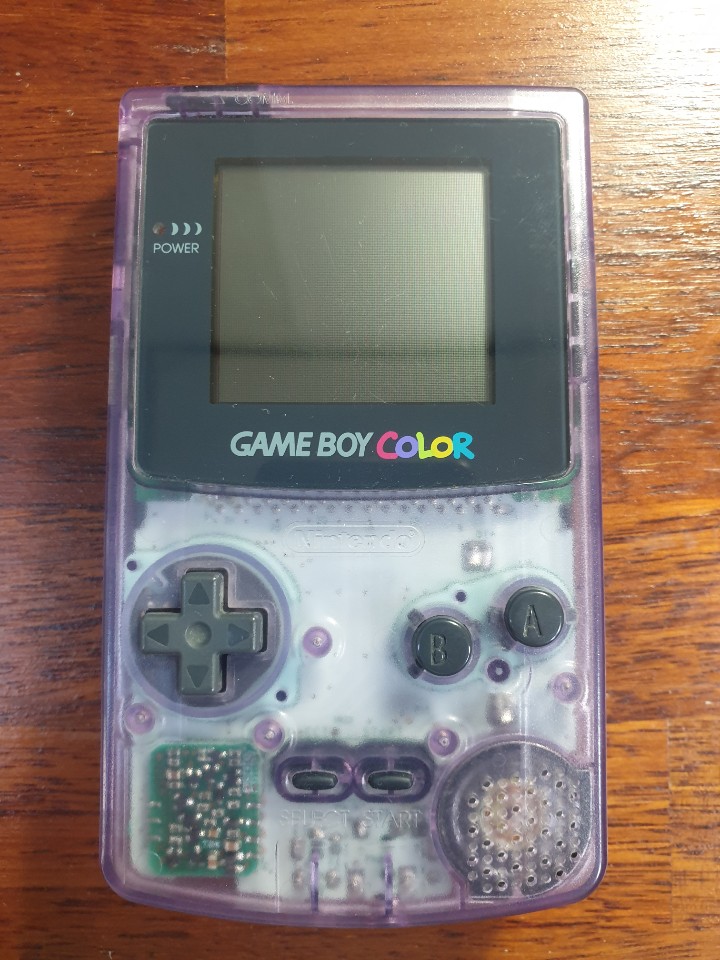 COMM.
POWER
GAME BOY COLOR
Nintendo
A
B
SELECT START